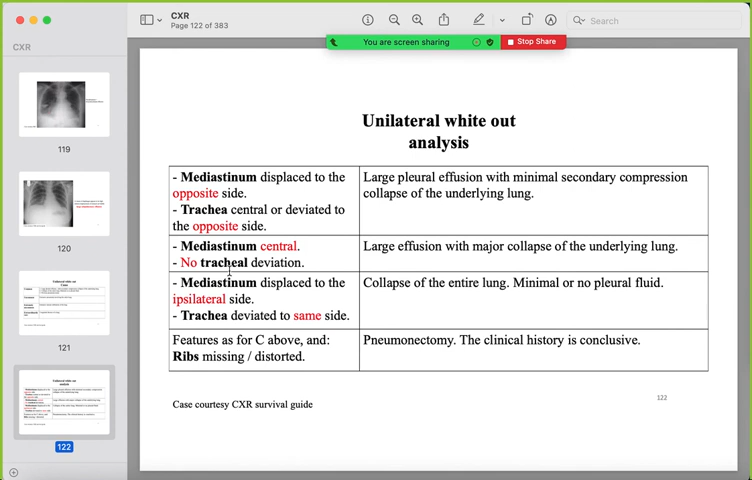 CXR
Page 122 of 383
Search
CXR
You are screen sharing
Stop Share
119
120
121
122
Unilateral white out
analysis
- Mediastinum displaced to the
opposite side.
- Trachea central or deviated to
the opposite side.
Large pleural effusion with minimal secondary compression
collapse of the underlying lung.
- Mediastinum central.
- No tracheal deviation.
Large effusion with major collapse of the underlying lung.
- Mediastinum displaced to the
ipsilateral side.
- Trachea deviated to same side.
Collapse of the entire lung. Minimal or no pleural fluid.
Features as for C above, and:
Ribs missing / distorted.
Pneumonectomy. The clinical history is conclusive.
Case courtesy CXR survival guide
122